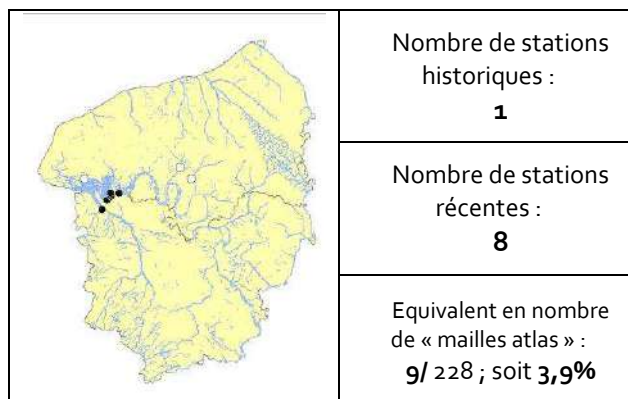 Nombre de stations
historiques :
1
Nombre de stations
récentes :
8
Equivalent en nombre
de « mailles atlas » :
9/ 228 ; soit 3,9%